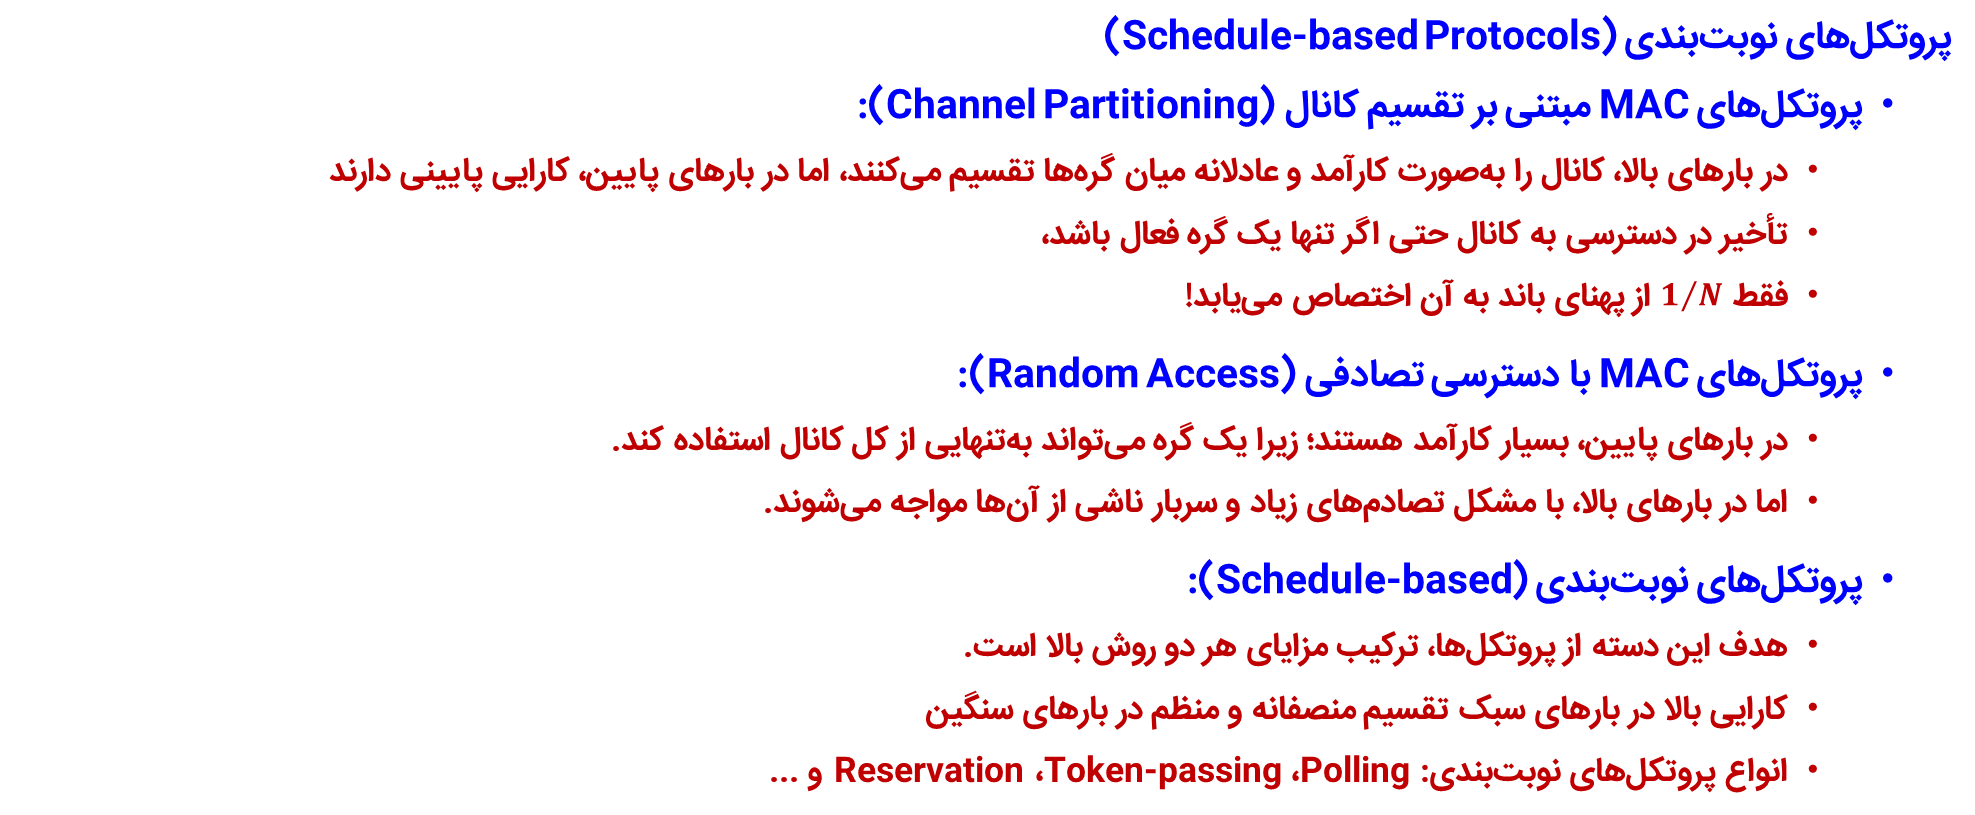 پروتکل‌های نوبت‌بندی (Schedule-based Protocols)
• پروتکل‌های MAC مبتنی بر تقسیم کانال (Channel Partitioning):
• در بارهای بالا، کانال را به‌صورت کارآمد و عادلانه میان گره‌ها تقسیم می‌کنند، اما در بارهای پایین، کارایی پایینی دارند
• تأخیر در دسترسی به کانال حتی اگر تنها یک گره فعال باشد،
• فقط 1/N از پهنای باند به آن اختصاص می‌یابد!
• پروتکل‌های MAC با دسترسی تصادفی (Random Access):
• در بارهای پایین، بسیار کارآمد هستند؛ زیرا یک گره می‌تواند به‌تنهایی از کل کانال استفاده کند.
• اما در بارهای بالا، با مشکل تصادم‌های زیاد و سربار ناشی از آن‌ها مواجه می‌شوند.
• پروتکل‌های نوبت‌بندی (Schedule-based):
• هدف این دسته از پروتکل‌ها، ترکیب مزایای هر دو روش بالا است.
• کارایی بالا در بارهای سبک تقسیم منصفانه و منظم در بارهای سنگین
• انواع پروتکل‌های نوبت‌بندی: Polling، Token-passing، Reservation و ...